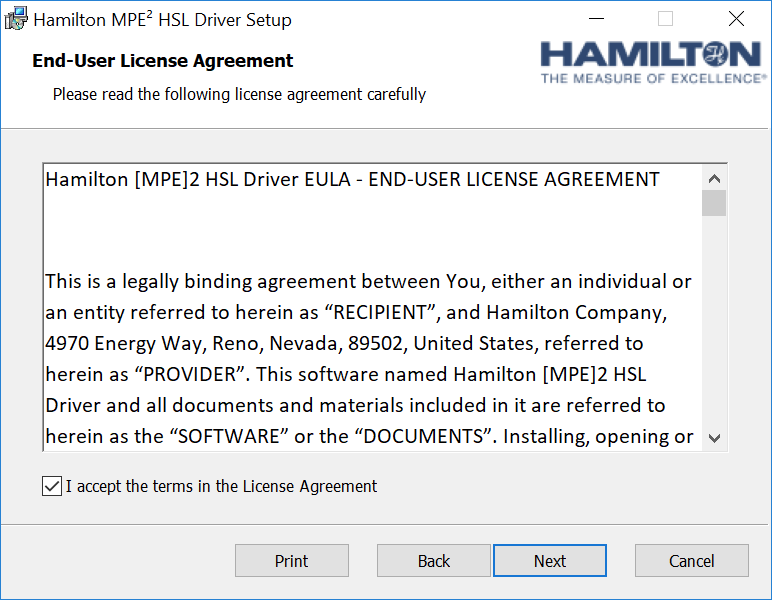 Hamilton MPE² HSL Driver Setup
End-User License Agreement
Please read the following license agreement carefully
HAMILTON
THE MEASURE OF EXCELLENCE®
Hamilton [MPE]2 HSL Driver EULA - END-USER LICENSE AGREEMENT
This is a legally binding agreement between You, either an individual or
an entity referred to herein as “RECIPIENT”, and Hamilton Company,
4970 Energy Way, Reno, Nevada, 89502, United States, referred to
herein as “PROVIDER”. This software named Hamilton [MPE]2 HSL
Driver and all documents and materials included in it are referred to
herein as the “SOFTWARE” or the “DOCUMENTS”. Installing, opening or
I accept the terms in the License Agreement
Print
Back
Next
Cancel